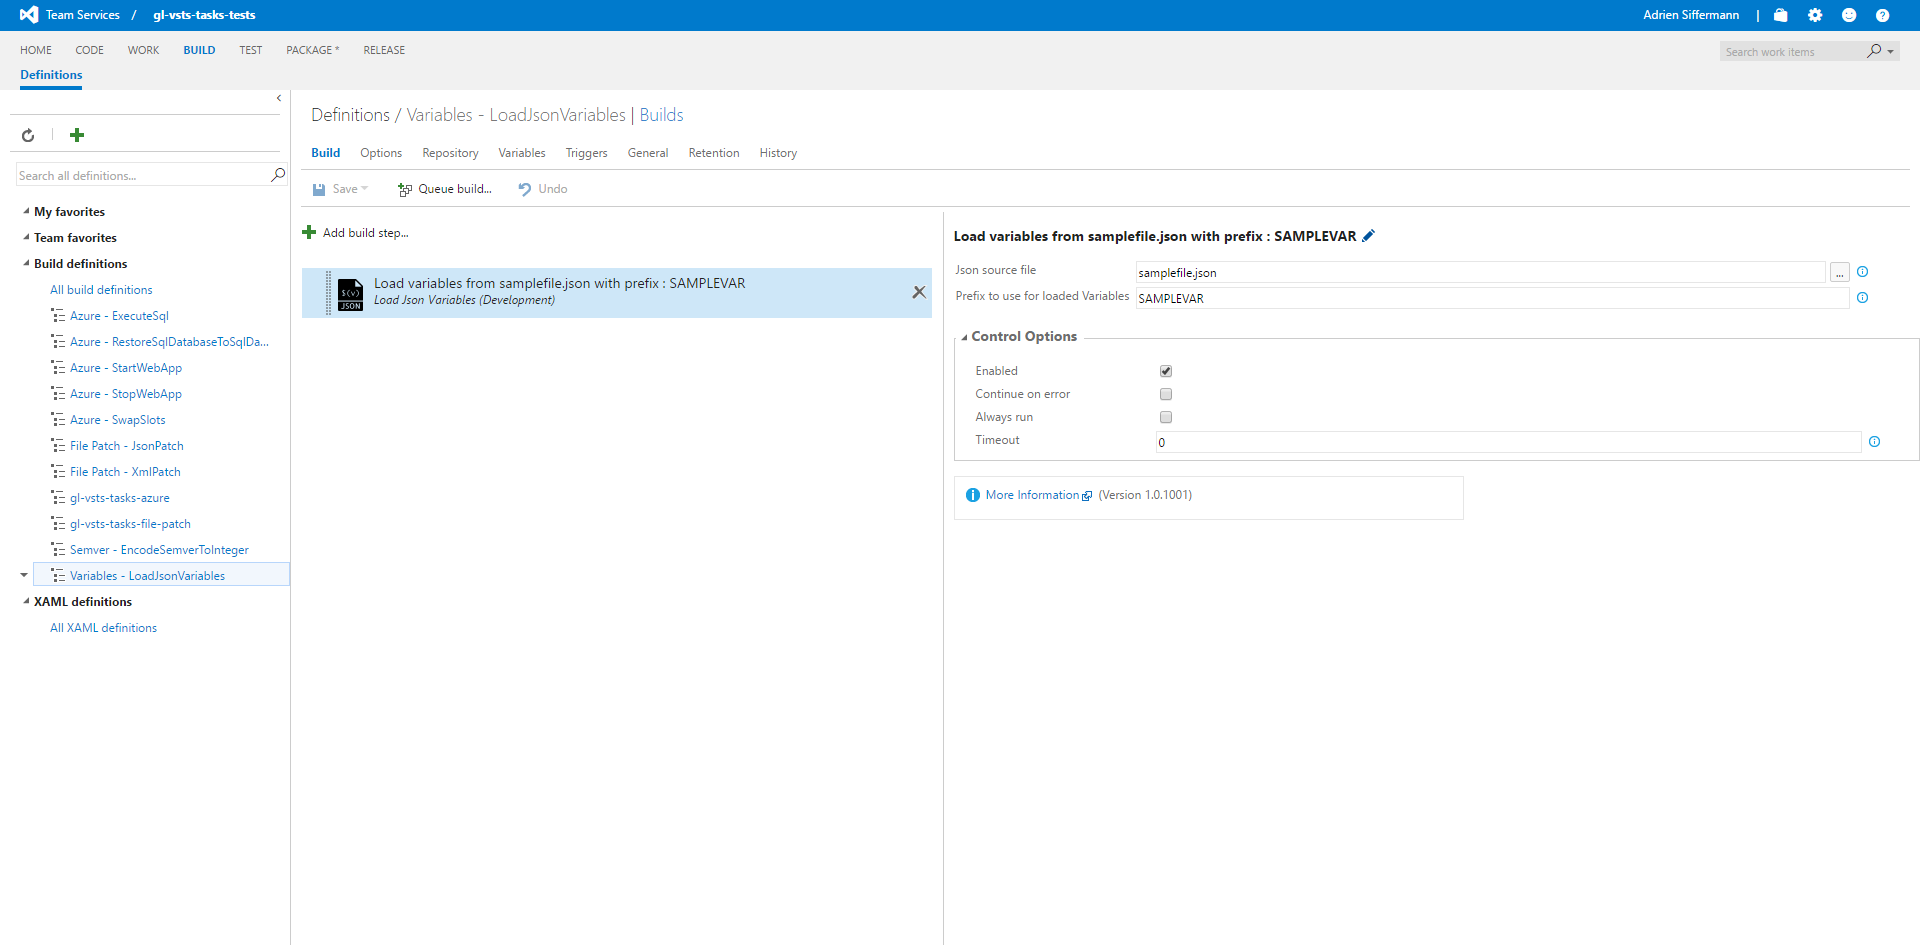 Team Services / gl-vsts-tasks-tests
Adrien Siffermann |
HOME CODE WORK BUILD TEST PACKAGE * RELEASE
Search work items
Definitions
Definitions / Variables - LoadJsonVariables | Builds
Build Options Repository Variables Triggers General Retention History
Save Queue build... Undo
Search all definitions...
My favorites
Team favorites
Build definitions
All build definitions
Azure - ExecuteSql
Azure - RestoreSqlDatabaseToSqlDa...
Azure - StartWebApp
Azure - StopWebApp
Azure - SwapSlots
File Patch - JsonPatch
File Patch - XmlPatch
gl-vsts-tasks-azure
gl-vsts-tasks-file-patch
Semver - EncodeSemverToInteger
Variables - LoadJsonVariables
XAML definitions
All XAML definitions
Add build step...
$(v)
JSON
Load variables from samplefile.json with prefix : SAMPLEVAR
Load Json Variables (Development)
Load variables from samplefile.json with prefix : SAMPLEVAR
Json source file samplefile.json ...
Prefix to use for loaded Variables SAMPLEVAR
Control Options
Enabled
Continue on error
Always run
Timeout 0
More Information (Version 1.0.1001)